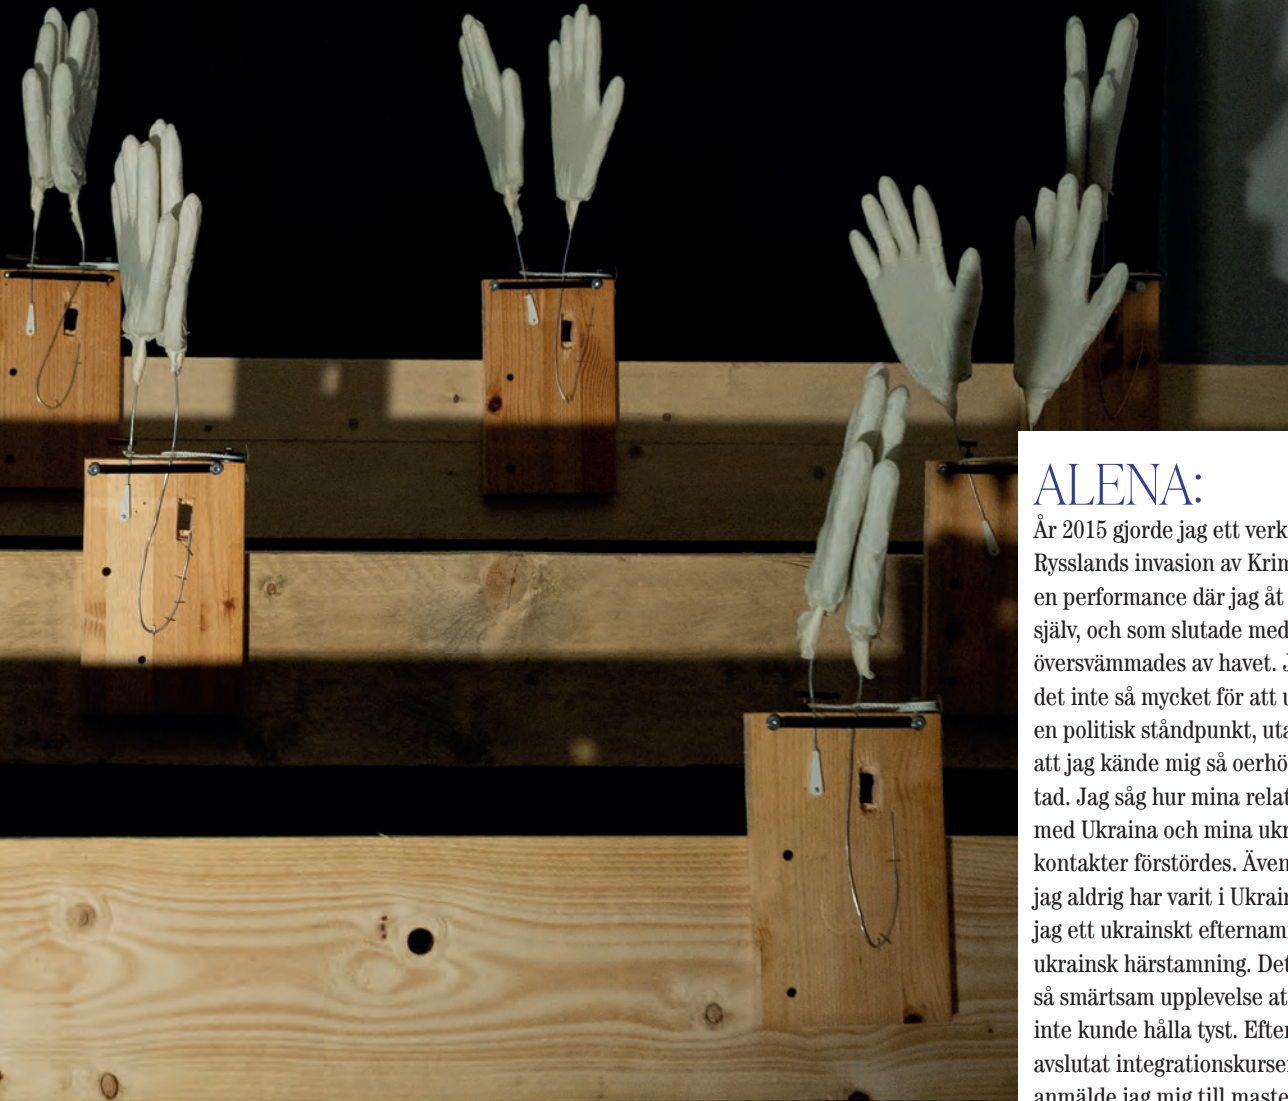 ALENA:
År 2015 gjorde jag ett verk
Rysslands invasion av
en performance där jag åt
själv, och som slutade med
översvämmades av havet.
det inte så mycket för att
en politisk ståndpunkt,
att jag kände mig så
tad. Jag såg hur mina
med Ukraina och mina
kontakter förstördes. Även
jag aldrig har varit i
jag ett ukrainskt
ukrainsk härstamning. Det
så smärtsam upplevelse
inte kunde hålla tyst.
avslutat
anmälde jag mig till